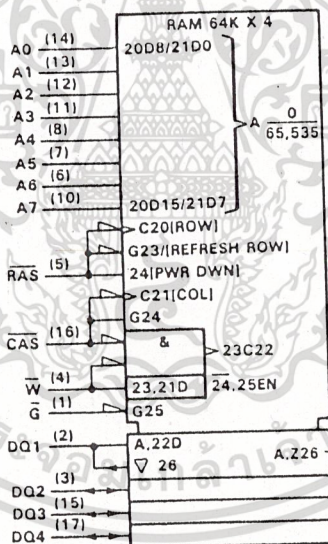 RAM 64K X 4
A0 (14) 20D8/21D0
A1 (13)
A2 (12)
A3 (11)
A4 (8)
A5 (7)
A6 (6)
A7 (10) 20D15/21D7
A 0/65,535
C20[ROW]
G23/[REFRESH ROW]
RAS (5) 24[PWR DWN]
C21[COL]
G24
CAS (16) & 23C22
W (4) 23,21D 24,25EN
G (1) G25
DQ1 (2) A,22D A,Z26
26
DQ2 (3)
DQ3 (15)
DQ4 (17)